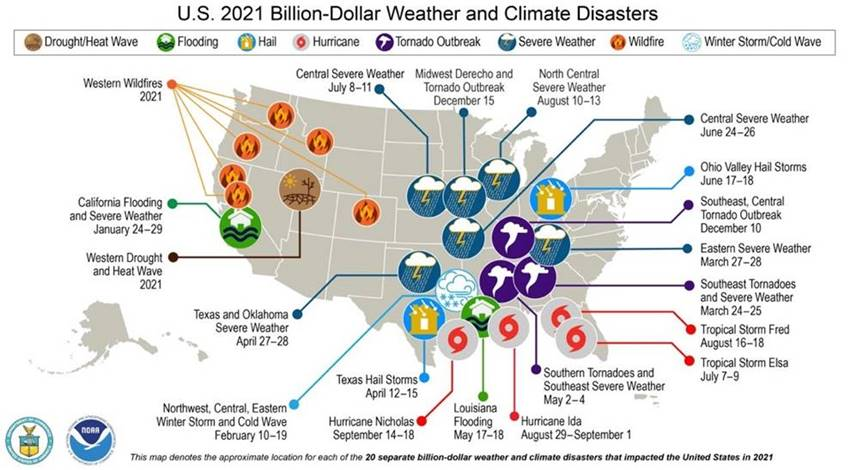 U.S. 2021 Billion-Dollar Weather and Climate Disasters
Drought/Heat Wave
Flooding
Hail
Hurricane
Tornado Outbreak
Severe Weather
Wildfire
Winter Storm/Cold Wave
Western Wildfires
2021
Central Severe Weather
July 8–11
Midwest Derecho and
Tornado Outbreak
December 15
North Central
Severe Weather
August 10–13
Central Severe Weather
June 24–26
Ohio Valley Hail Storms
June 17–18
California Flooding
and Severe Weather
January 24–29
Southeast, Central
Tornado Outbreak
December 10
Western Drought
and Heat Wave
2021
Eastern Severe Weather
March 27–28
Southeast Tornadoes
and Severe Weather
March 24–25
Texas and Oklahoma
Severe Weather
April 27–28
Tropical Storm Fred
August 16–18
Tropical Storm Elsa
July 7–9
Texas Hail Storms
April 12–15
Southern Tornadoes and
Southeast Severe Weather
May 2–4
Northwest, Central, Eastern
Winter Storm and Cold Wave
February 10–19
Hurricane Nicholas
September 14–18
Louisiana
Flooding
May 17–18
Hurricane Ida
August 29–September 1
NOAA
This map denotes the approximate location for each of the 20 separate billion-dollar weather and climate disasters that impacted the United States in 2021